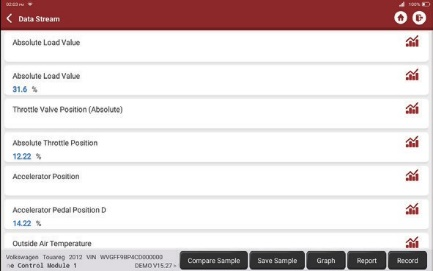 100%
Data Stream
Absolute Load Value
Absolute Load Value
31.6 %
Throttle Valve Position (Absolute)
Absolute Throttle Position
12.22 %
Accelerator Position
Accelerator Pedal Position D
14.22 %
Outside Air Temperature
Volkswagen Touareg 2012 VIN
Control Module 1
DEMO V15.27 >
Compare Sample
Save Sample
Graph
Report
Record